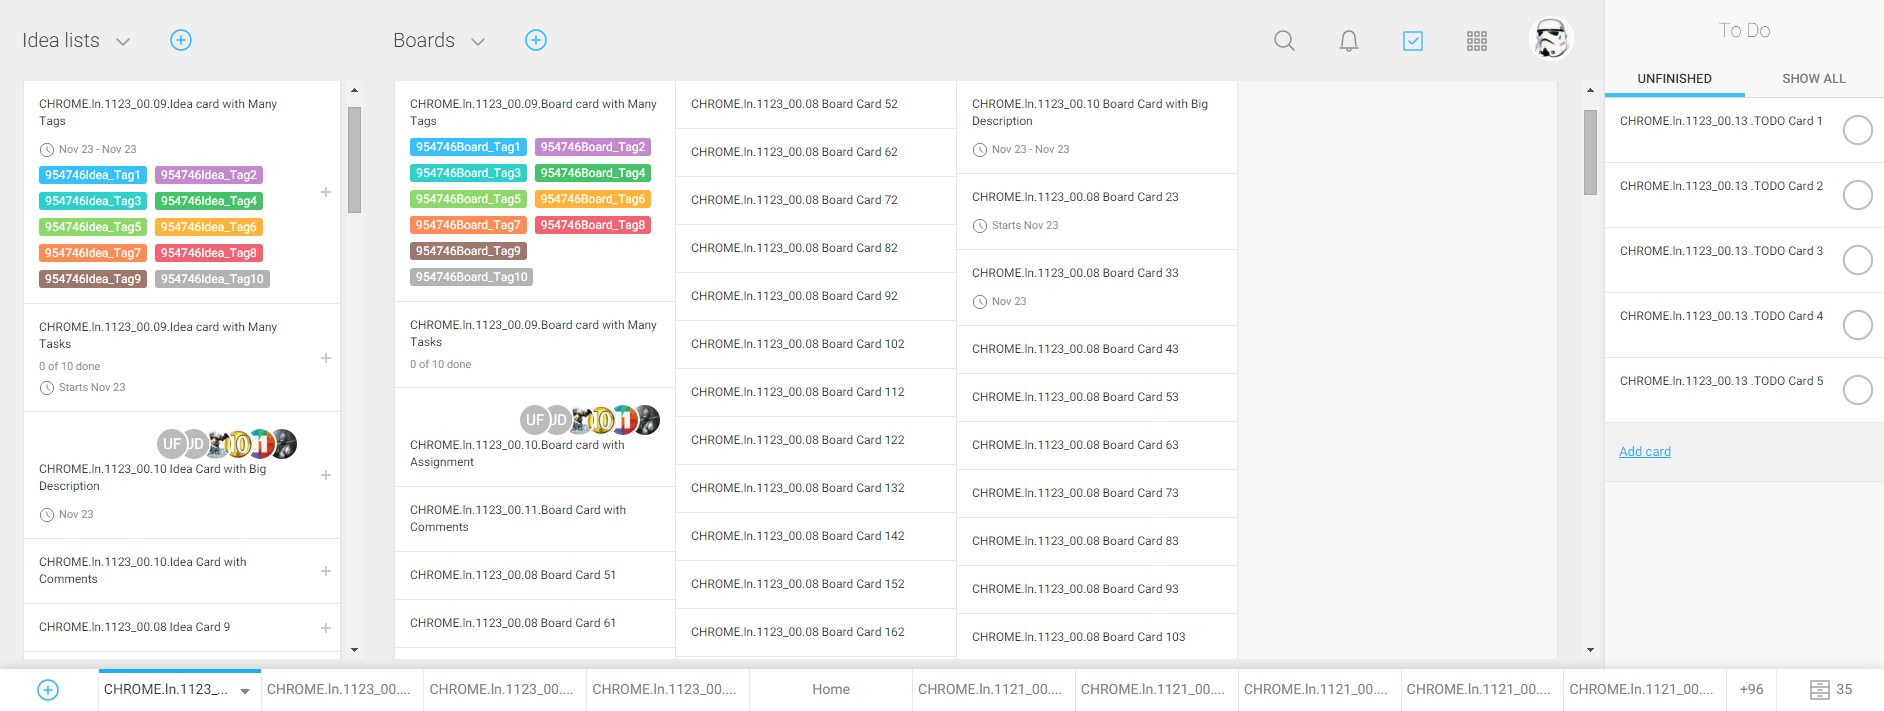 Idea lists
CHROME.In.1123_00.09.Idea card with Many
Tags
Nov 23 - Nov 23
954746Idea_Tag1 954746Idea_Tag2
954746Idea_Tag3 954746Idea_Tag4
954746Idea_Tag5 954746Idea_Tag6
954746Idea_Tag7 954746Idea_Tag8
954746Idea_Tag9 954746Idea_Tag10
CHROME.In.1123_00.09.Idea card with Many
Tasks
0 of 10 done
Starts Nov 23
UF JD 10 11
CHROME.In.1123_00.10 Idea Card with Big
Description
Nov 23
CHROME.In.1123_00.10.Idea Card with
Comments
CHROME.In.1123_00.08 Idea Card 9
Boards
CHROME.In.1123_00.09.Board card with Many
Tags
954746Board_Tag1 954746Board_Tag2
954746Board_Tag3 954746Board_Tag4
954746Board_Tag5 954746Board_Tag6
954746Board_Tag7 954746Board_Tag8
954746Board_Tag9
954746Board_Tag10
CHROME.In.1123_00.09.Board card with Many
Tasks
0 of 10 done
UF JD 10 11
CHROME.In.1123_00.10.Board card with
Assignment
CHROME.In.1123_00.11.Board Card with
Comments
CHROME.In.1123_00.08 Board Card 51
CHROME.In.1123_00.08 Board Card 61
CHROME.In.1123_00.08 Board Card 52
CHROME.In.1123_00.08 Board Card 62
CHROME.In.1123_00.08 Board Card 72
CHROME.In.1123_00.08 Board Card 82
CHROME.In.1123_00.08 Board Card 92
CHROME.In.1123_00.08 Board Card 102
CHROME.In.1123_00.08 Board Card 112
CHROME.In.1123_00.08 Board Card 122
CHROME.In.1123_00.08 Board Card 132
CHROME.In.1123_00.08 Board Card 142
CHROME.In.1123_00.08 Board Card 152
CHROME.In.1123_00.08 Board Card 162
CHROME.In.1123_00.10 Board Card with Big
Description
Nov 23 - Nov 23
CHROME.In.1123_00.08 Board Card 23
Starts Nov 23
CHROME.In.1123_00.08 Board Card 33
Nov 23
CHROME.In.1123_00.08 Board Card 43
CHROME.In.1123_00.08 Board Card 53
CHROME.In.1123_00.08 Board Card 63
CHROME.In.1123_00.08 Board Card 73
CHROME.In.1123_00.08 Board Card 83
CHROME.In.1123_00.08 Board Card 93
CHROME.In.1123_00.08 Board Card 103
To Do
UNFINISHED SHOW ALL
CHROME.In.1123_00.13 .TODO Card 1
CHROME.In.1123_00.13 .TODO Card 2
CHROME.In.1123_00.13 .TODO Card 3
CHROME.In.1123_00.13 .TODO Card 4
CHROME.In.1123_00.13 .TODO Card 5
Add card
CHROME.In.1123_... CHROME.In.1123_00.... CHROME.In.1123_00.... CHROME.In.1123_00.... Home CHROME.In.1121_00.... CHROME.In.1121_00.... CHROME.In.1121_00.... CHROME.In.1121_00.... CHROME.In.1121_00.... +96 35